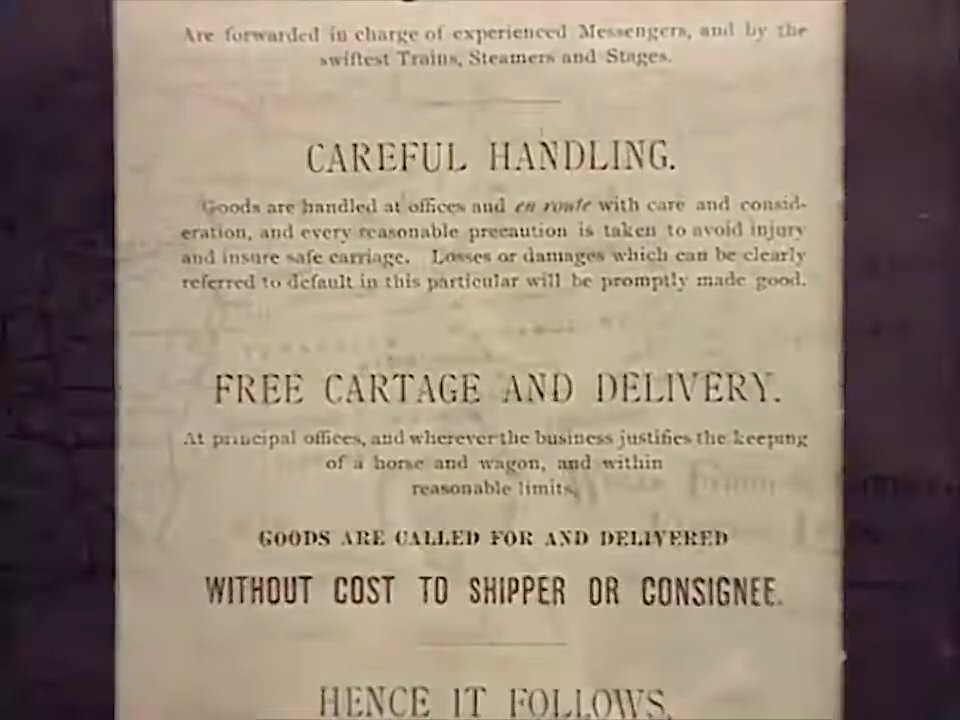 Are forwarded in charge of experienced Messengers, and by the
swiftest Trains, Steamers and Stages.
CAREFUL HANDLING.
Goods are handled at offices and en route with care and consid-
eration, and every reasonable precaution is taken to avoid injury
and insure safe carriage. Losses or damages which can be clearly
referred to default in this particular will be promptly made good.
FREE CARTAGE AND DELIVERY.
At principal offices, and wherever the business justifies the keeping
of a horse and wagon, and within
reasonable limits,
GOODS ARE CALLED FOR AND DELIVERED
WITHOUT COST TO SHIPPER OR CONSIGNEE.
HENCE IT FOLLOWS,